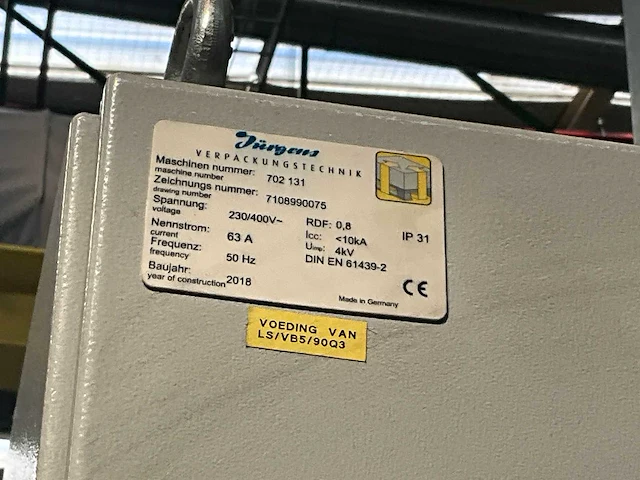 Jürgens
VERPACKUNGSTECHNIK
Maschinen nummer: 702 131
machine number
Zeichnungs nummer: 7108990075
drawing number
Spannung: 230/400V~ RDF: 0,8 IP 31
voltage
Icc: <10kA
Nennstrom: 63 A Uimp: 4kV
current
Frequenz: 50 Hz DIN EN 61439-2
frequency
Baujahr: 2018
year of construction
Made in Germany CE
VOEDING VAN
LS/VB5/90Q3